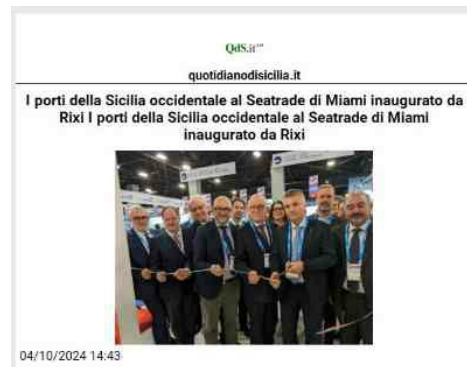 QdS.it
quotidianodisicilia.it
I porti della Sicilia occidentale al Seatrade di Miami inaugurato da
Rixi I porti della Sicilia occidentale al Seatrade di Miami
inaugurato da Rixi
04/10/2024 14:43